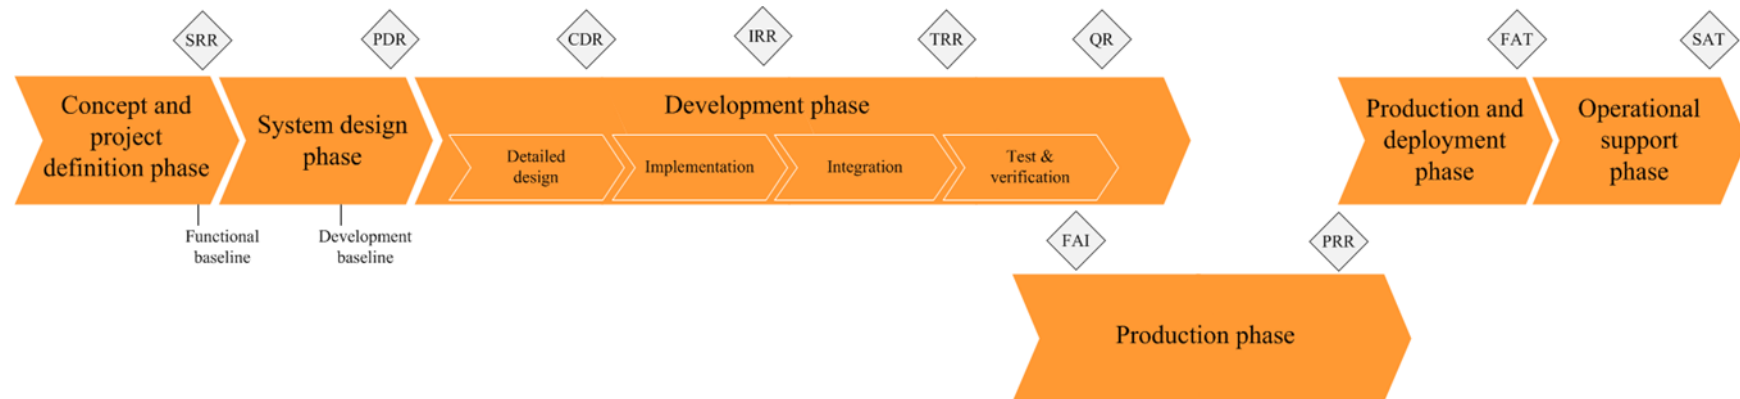 SRR
PDR
CDR
IRR
TRR
QR
FAT
SAT
Concept and
project
definition phase
System design
phase
Development phase
Detailed
design
Implementation
Integration
Test &
verification
Production and
deployment
phase
Operational
support
phase
Functional
baseline
Development
baseline
FAI
PRR
Production phase